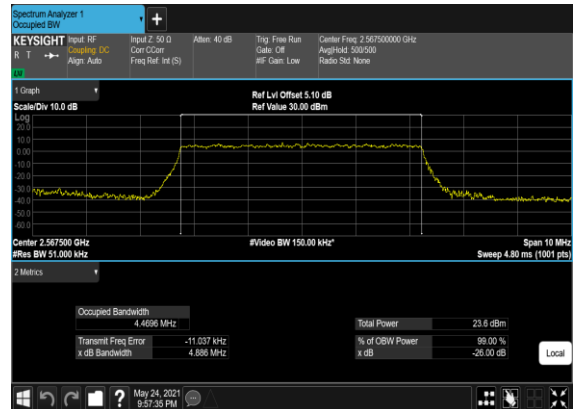 Spectrum Analyzer 1
Occupied BW
+
KEYSIGHT
R T
LW
Input: RF
Coupling: DC
Align: Auto
Input Z: 50 Ω
Corr CCorr
Freq Ref: Int (S)
Atten: 40 dB
Trig: Free Run
Gate: Off
#IF Gain: Low
Center Freq: 2.567500000 GHz
Avg|Hold: 500/500
Radio Std: None
1 Graph
Scale/Div 10.0 dB
Ref Lvl Offset 5.10 dB
Ref Value 30.00 dBm
Log
20.0
10.0
0.00
-10.0
-20.0
-30.0
-40.0
-50.0
-60.0
Center 2.567500 GHz
#Res BW 51.000 kHz
#Video BW 150.00 kHz*
Span 10 MHz
Sweep 4.80 ms (1001 pts)
2 Metrics
Occupied Bandwidth
4.4696 MHz
Total Power 23.6 dBm
Transmit Freq Error -11.037 kHz
% of OBW Power 99.00 %
x dB Bandwidth 4.886 MHz
x dB -26.00 dB
Local
?
May 24, 2021
9:57:35 PM